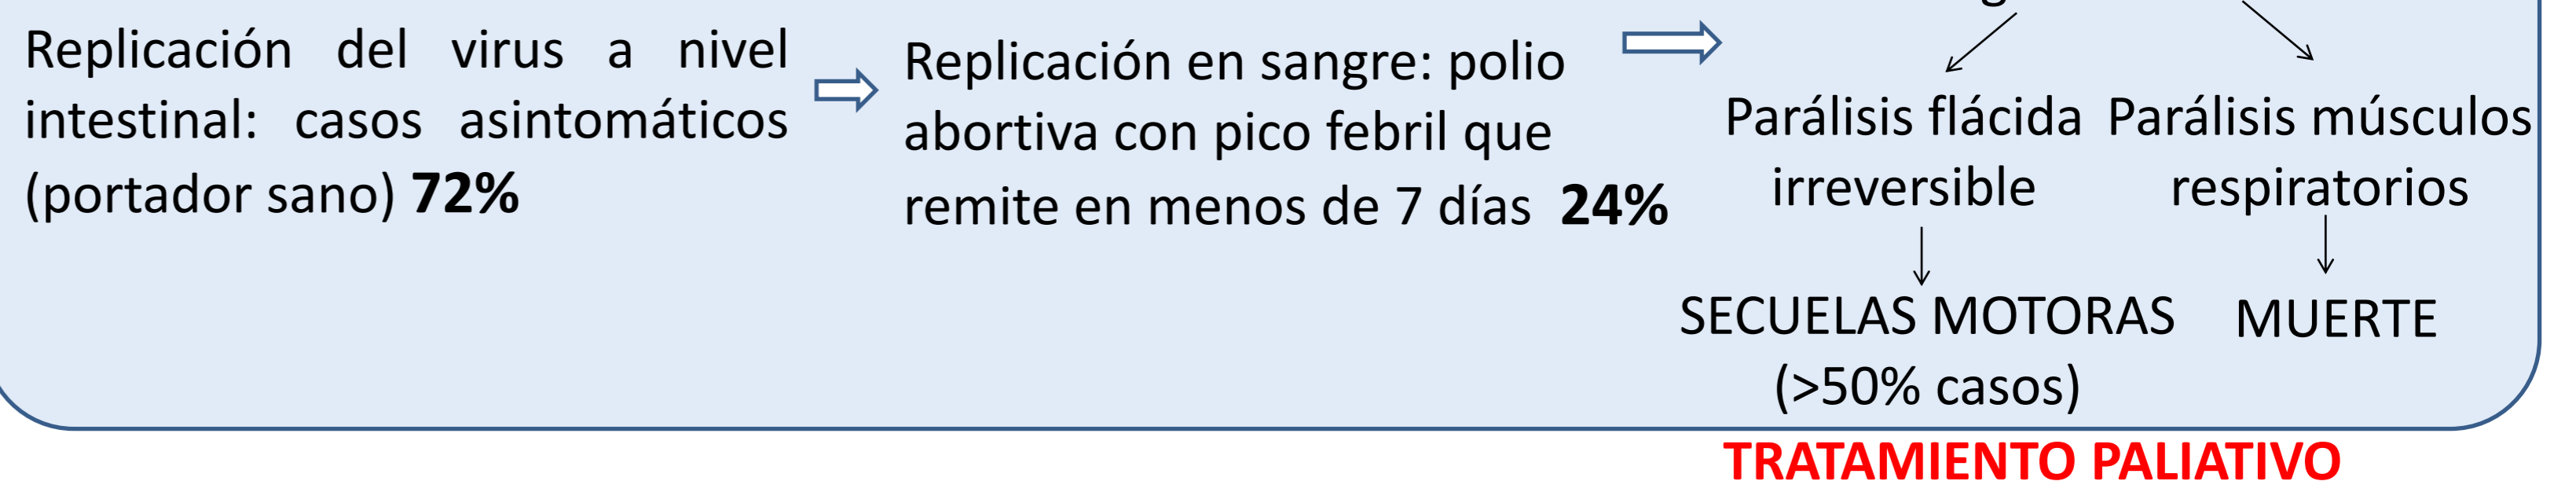 Replicación del virus a nivel
intestinal: casos asintomáticos
(portador sano) 72%
Replicación en sangre: polio
abortiva con pico febril que
remite en menos de 7 días 24%
Parálisis flácida
irreversible
SECUELAS MOTORAS
(>50% casos)
Parálisis músculos
respiratorios
MUERTE
TRATAMIENTO PALIATIVO